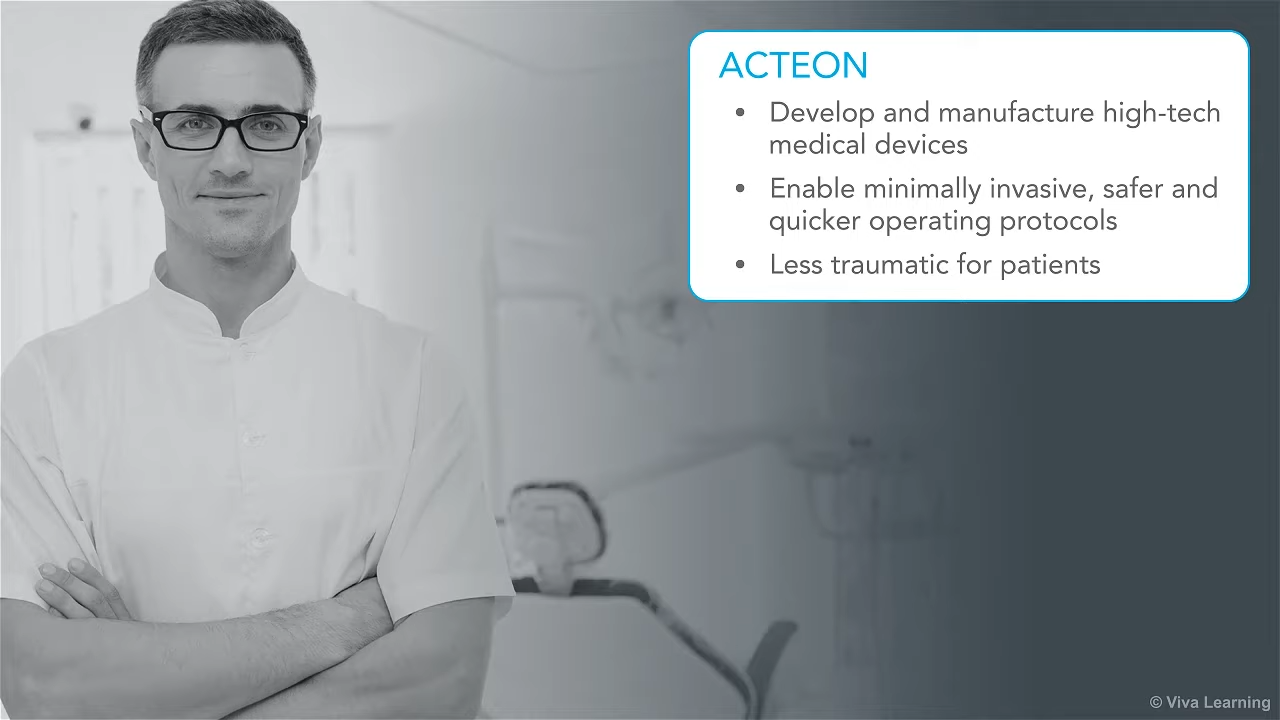 ACTEON
• Develop and manufacture high-tech
medical devices
• Enable minimally invasive, safer and
quicker operating protocols
• Less traumatic for patients
© Viva Learning